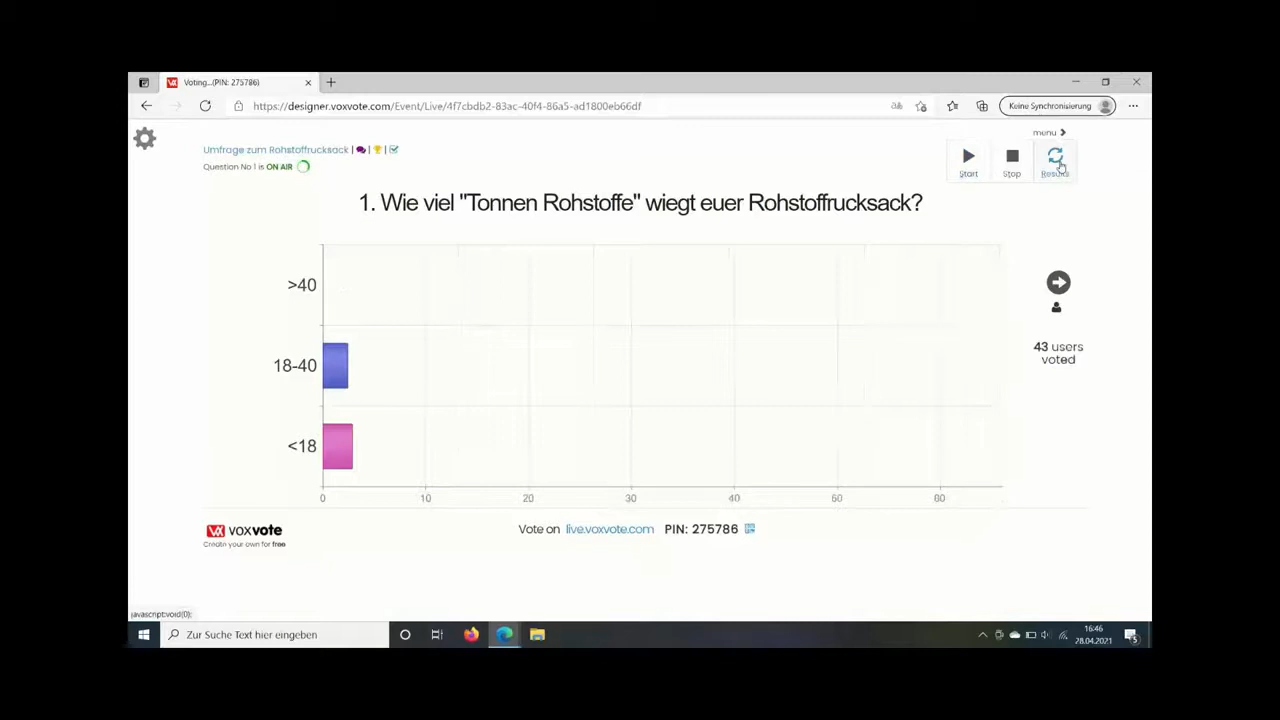 Voting...(PIN: 275786)
https://designer.voxvote.com/Event/Live/4f7cbdb2-83ac-40f4-86a5-ad1800eb66df
Keine Synchronisierung
menu
Umfrage zum Rohstoffrucksack | | |
Question No 1 is ON AIR
Start
Stop
Results
1. Wie viel "Tonnen Rohstoffe" wiegt euer Rohstoffrucksack?
>40
18-40
<18
0 10 20 30 40 50 60
43 users
voted
voxvote
Create your own for free
Vote on live.voxvote.com PIN: 275786
javascript:void(0);
Zur Suche Text hier eingeben
16:46
28.04.2021
5